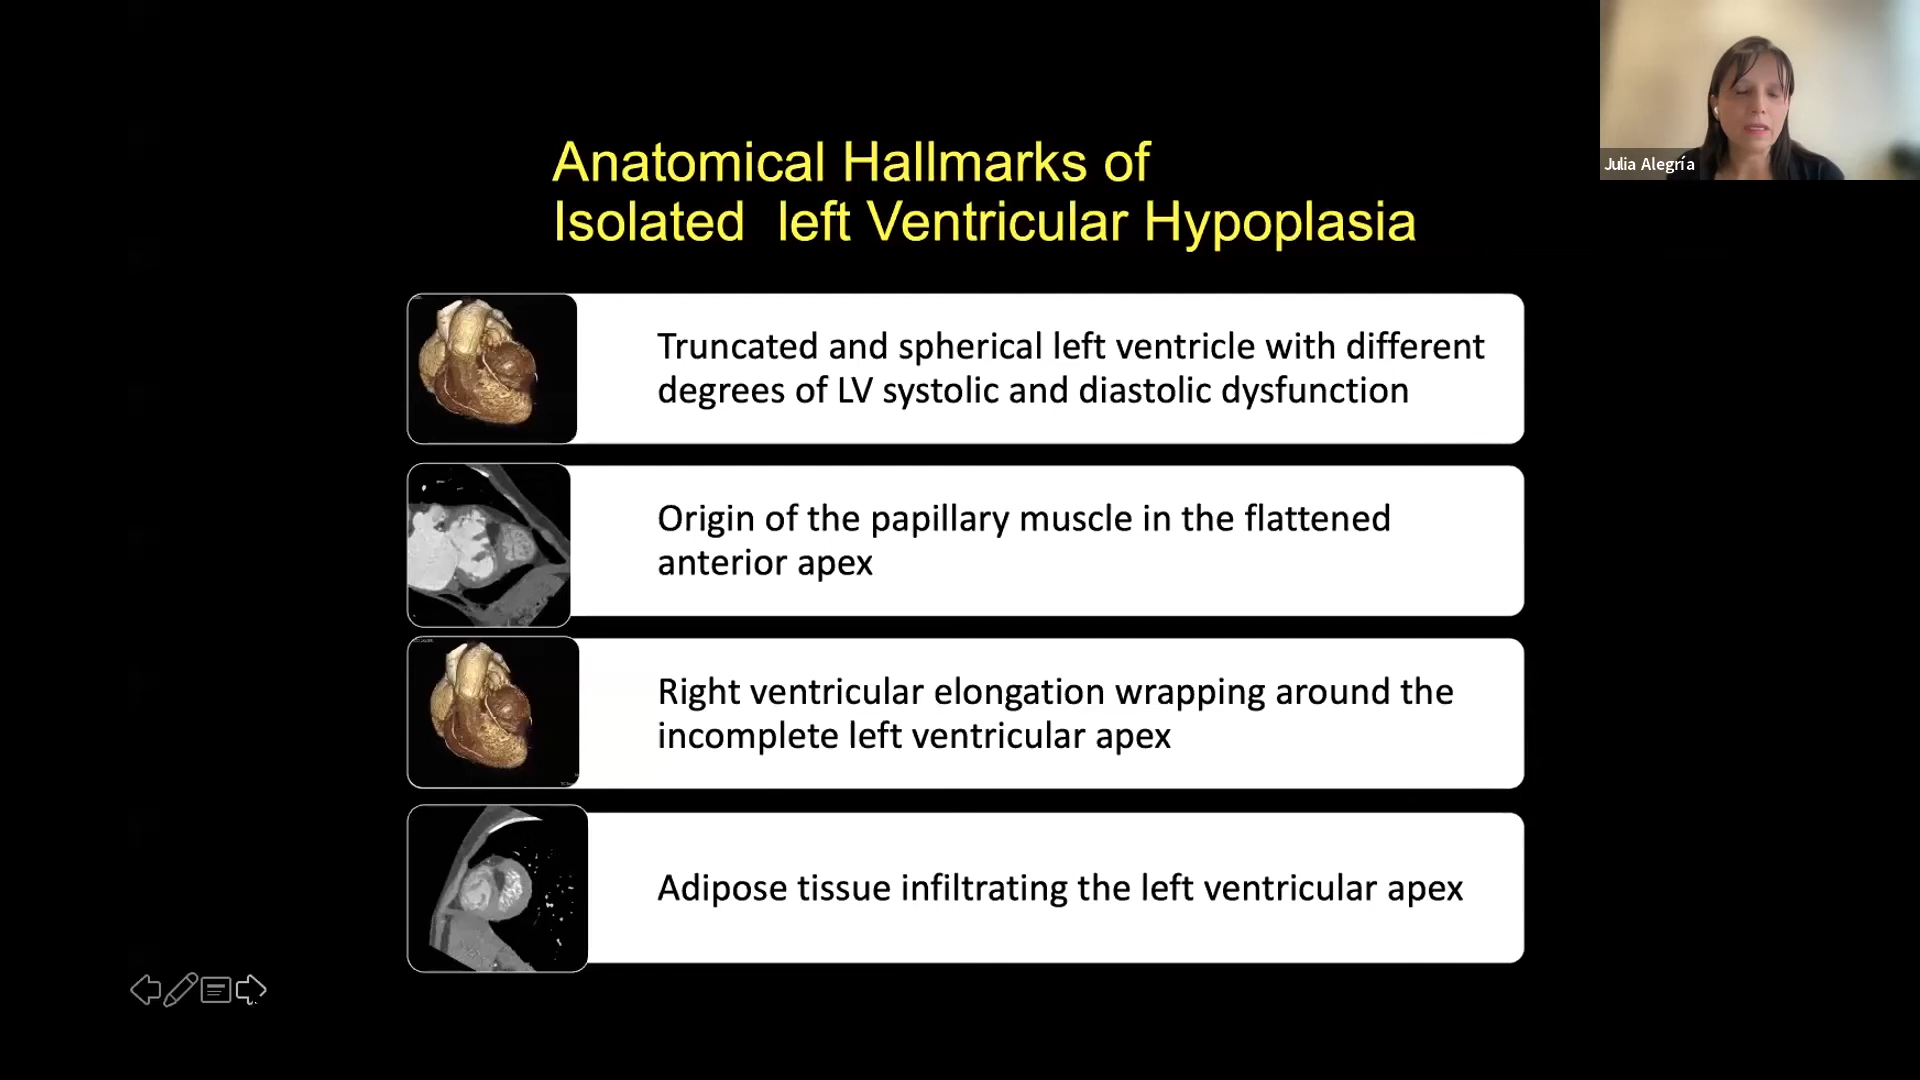 Anatomical Hallmarks of
Isolated left Ventricular Hypoplasia
Julia Alegría
Truncated and spherical left ventricle with different
degrees of LV systolic and diastolic dysfunction
Origin of the papillary muscle in the flattened
anterior apex
Right ventricular elongation wrapping around the
incomplete left ventricular apex
Adipose tissue infiltrating the left ventricular apex